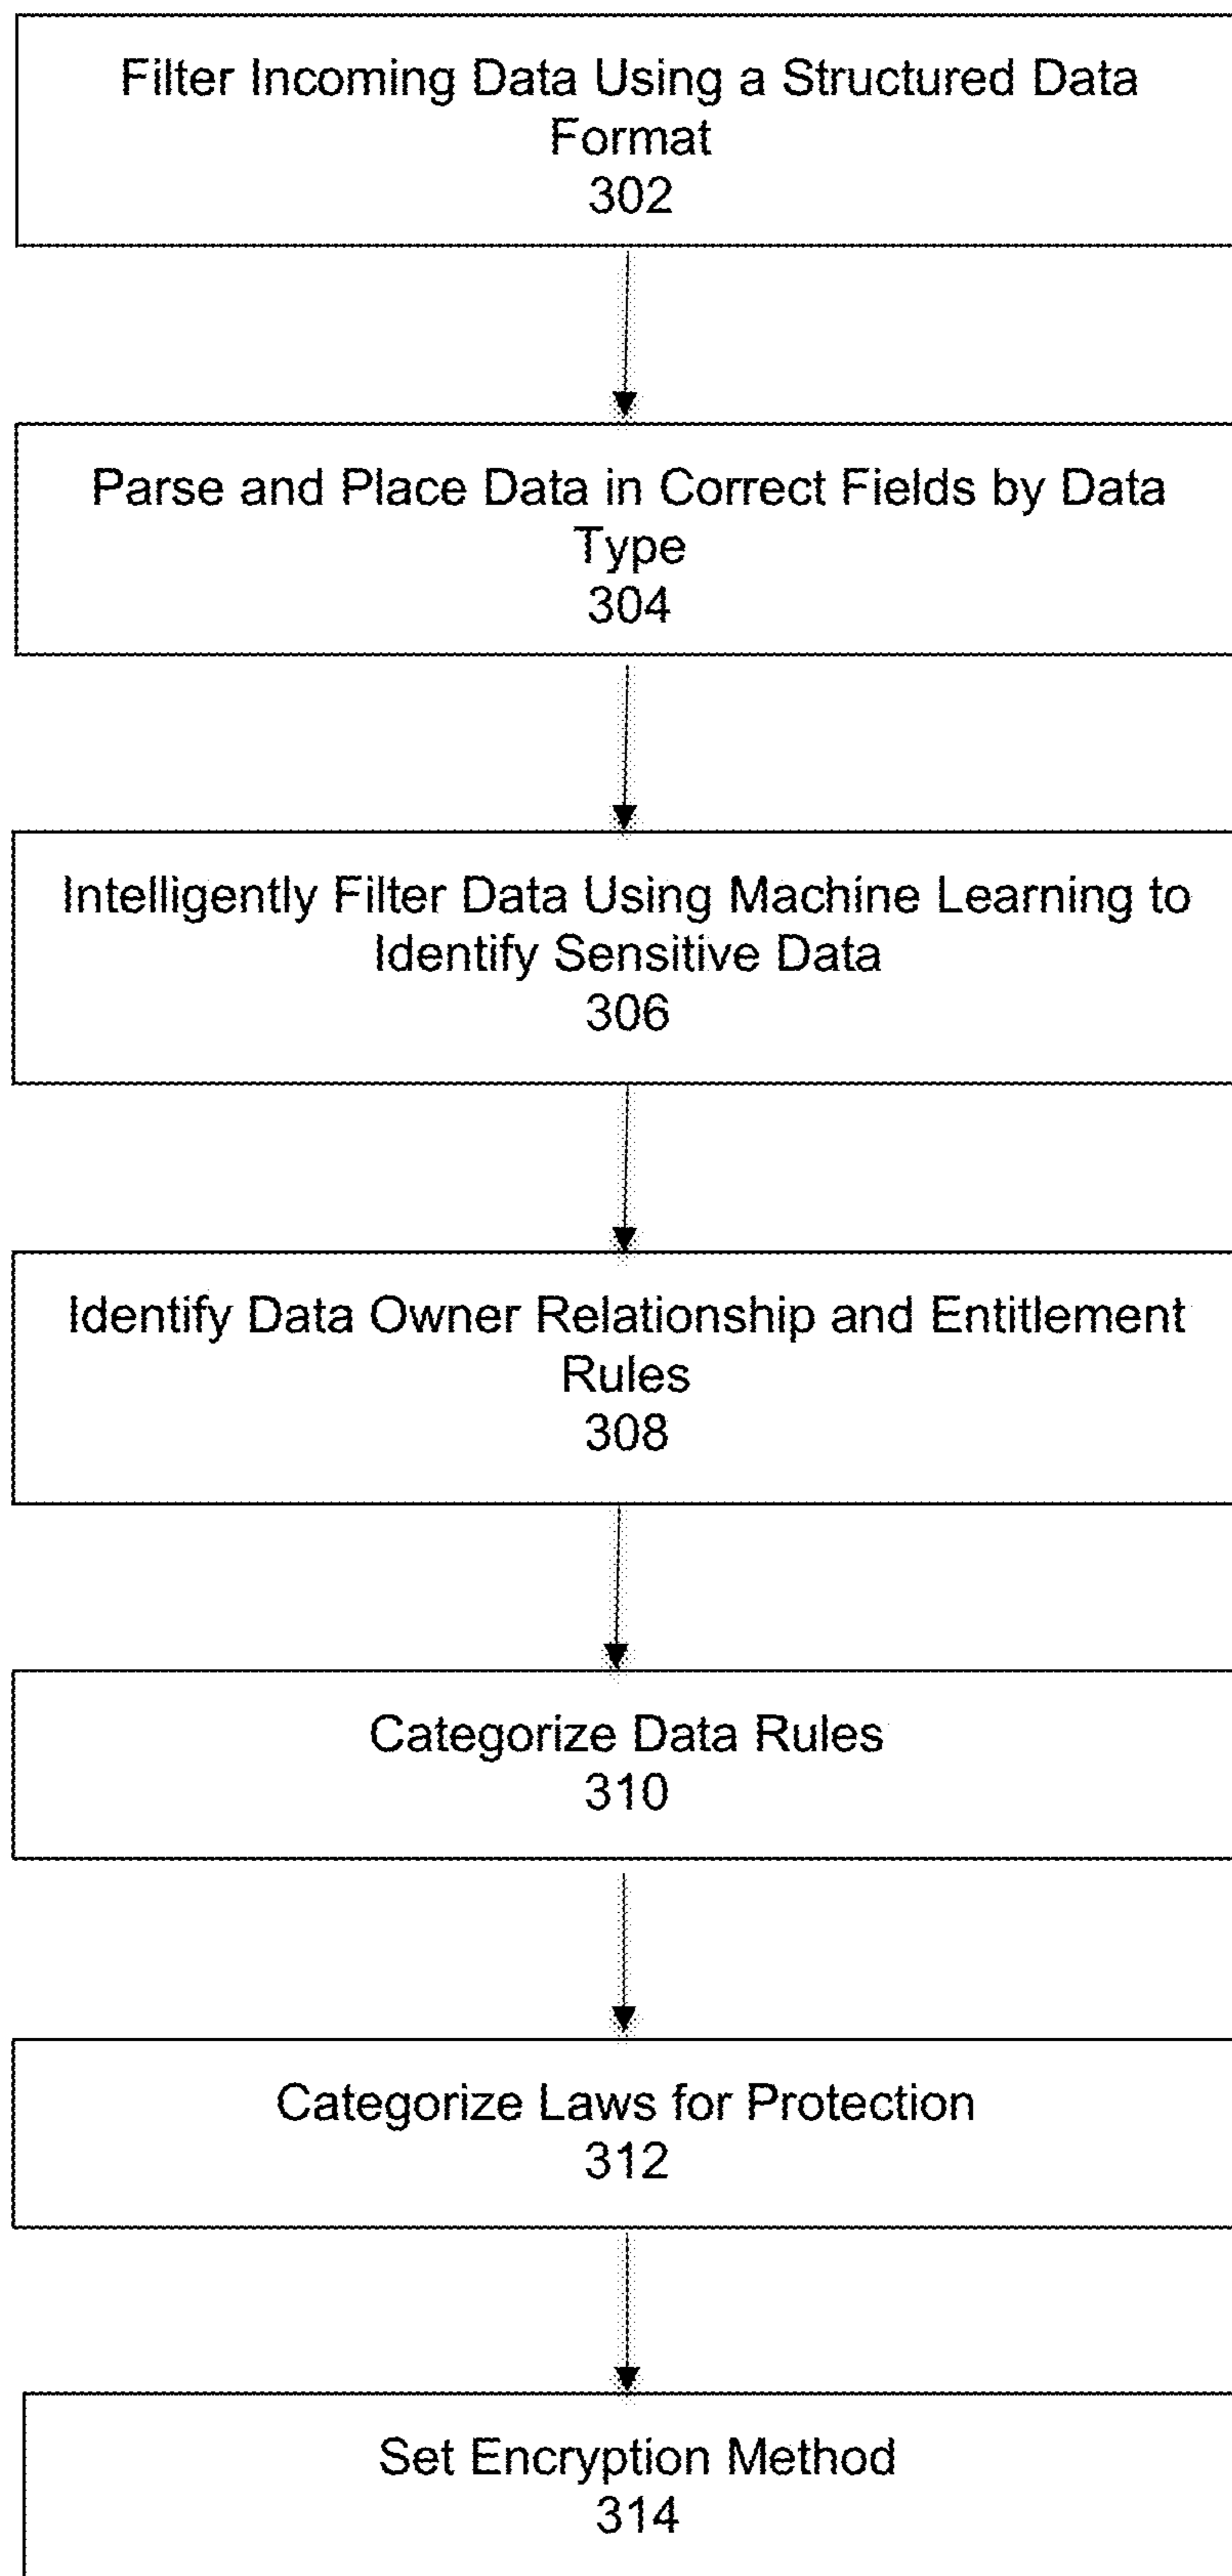 Filter Incoming Data Using a Structured Data
Format
302
Parse and Place Data in Correct Fields by Data
Type
304
Intelligently Filter Data Using Machine Learning to
Identify Sensitive Data
306
Identify Data Owner Relationship and Entitlement
Rules
308
Categorize Data Rules
310
Categorize Laws for Protection
312
Set Encryption Method
314